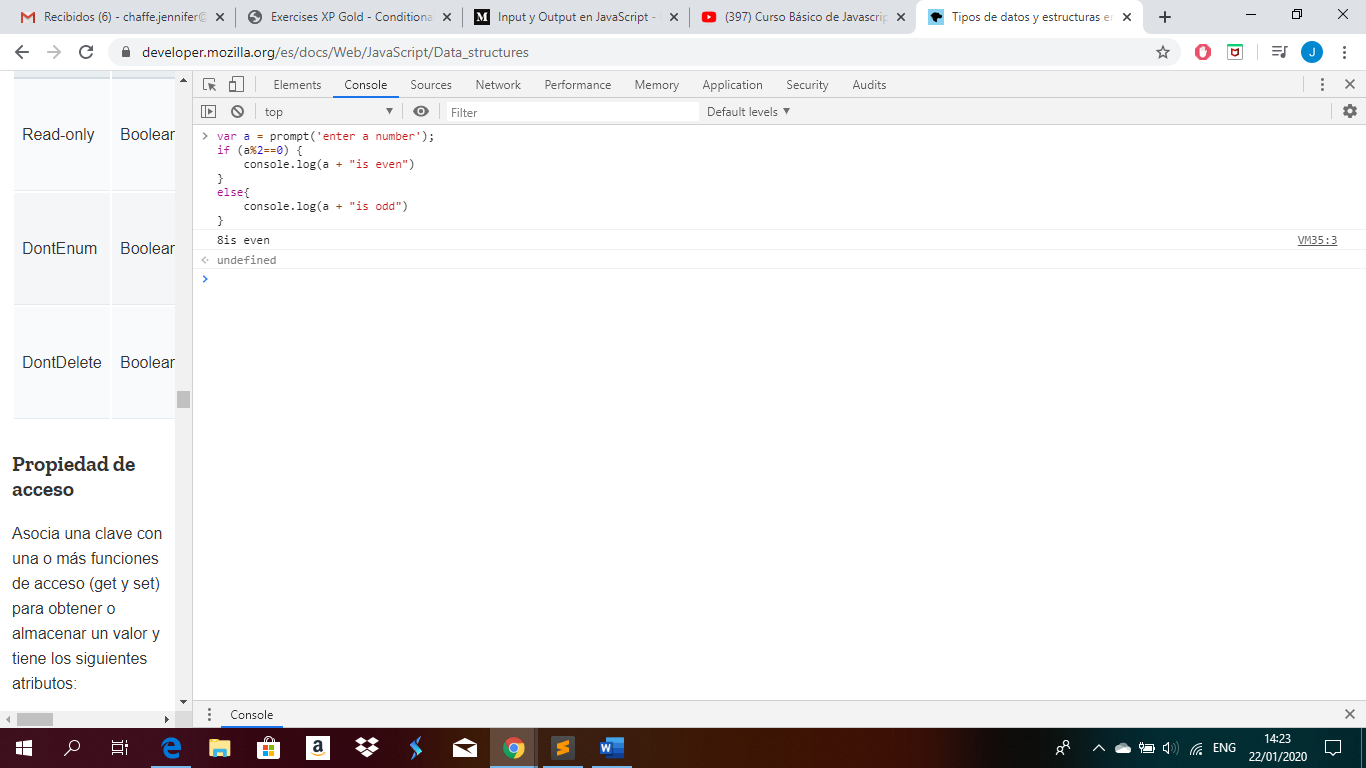 Recibidos (6) - chaffe.jennifer@
Exercises XP Gold - Conditiona
Input y Output en JavaScript -
(397) Curso Básico de Javascrip
Tipos de datos y estructuras en
developer.mozilla.org/es/docs/Web/JavaScript/Data_structures
J
Elements Console Sources Network Performance Memory Application Security Audits
top Filter Default levels
Read-only Boolean
DontEnum Boolean
DontDelete Boolean
Propiedad de
acceso
Asocia una clave con
una o más funciones
de acceso (get y set)
para obtener o
almacenar un valor y
tiene los siguientes
atributos:
var a = prompt('enter a number');
if (a%2==0) {
console.log(a + "is even")
}
else{
console.log(a + "is odd")
}
8is even VM35:3
undefined
Console
ENG
14:23
22/01/2020